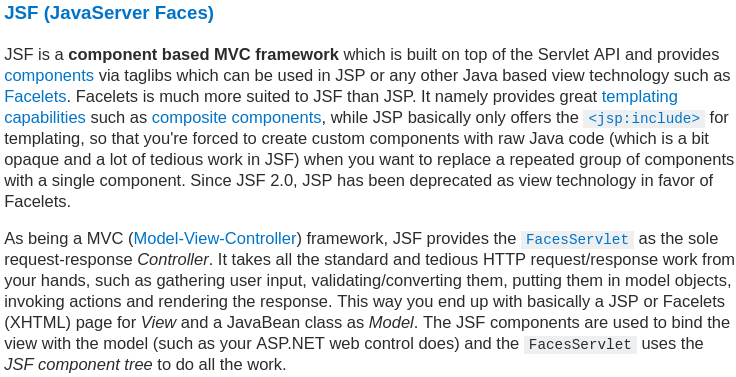 JSF (JavaServer Faces)
JSF is a component based MVC framework which is built on top of the Servlet API and provides
components via taglibs which can be used in JSP or any other Java based view technology such as
Facelets. Facelets is much more suited to JSF than JSP. It namely provides great templating
capabilities such as composite components, while JSP basically only offers the <jsp:include> for
templating, so that you're forced to create custom components with raw Java code (which is a bit
opaque and a lot of tedious work in JSF) when you want to replace a repeated group of components
with a single component. Since JSF 2.0, JSP has been deprecated as view technology in favor of
Facelets.
As being a MVC (Model-View-Controller) framework, JSF provides the FacesServlet as the sole
request-response Controller. It takes all the standard and tedious HTTP request/response work from
your hands, such as gathering user input, validating/converting them, putting them in model objects,
invoking actions and rendering the response. This way you end up with basically a JSP or Facelets
(XHTML) page for View and a JavaBean class as Model. The JSF components are used to bind the
view with the model (such as your ASP.NET web control does) and the FacesServlet uses the
JSF component tree to do all the work.